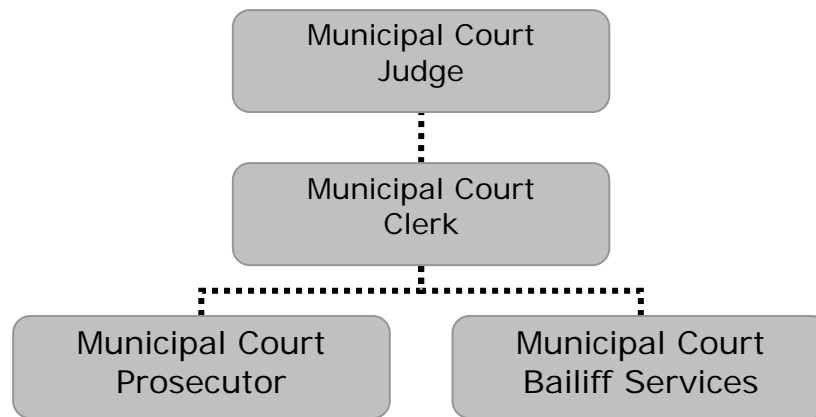 Municipal Court
Judge
Municipal Court
Clerk
Municipal Court
Prosecutor
Municipal Court
Bailiff Services